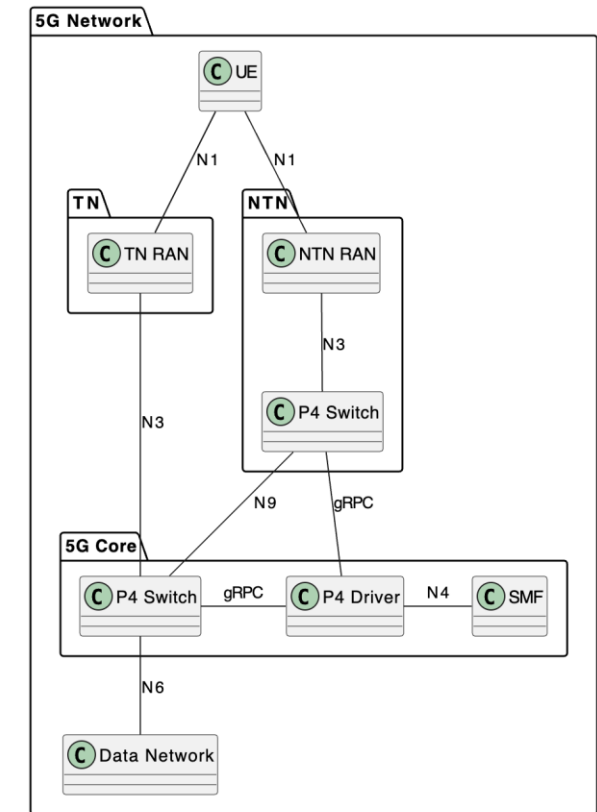 5G Network
C UE
N1
N1
TN
NTN
C TN RAN
C NTN RAN
N3
C P4 Switch
N3
N9
gRPC
5G Core
C P4 Switch
gRPC
C P4 Driver
N4
C SMF
N6
C Data Network